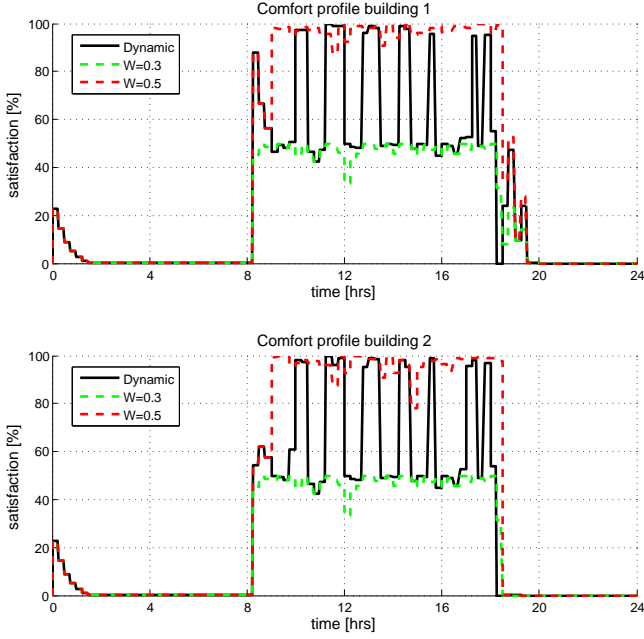 Comfort profile building 1
satisfaction [%]
100
80
60
40
20
0
Dynamic
W=0.3
W=0.5
0 4 8 12 16 20 24
time [hrs]
Comfort profile building 2
satisfaction [%]
100
80
60
40
20
0
Dynamic
W=0.3
W=0.5
0 4 8 12 16 20 24
time [hrs]